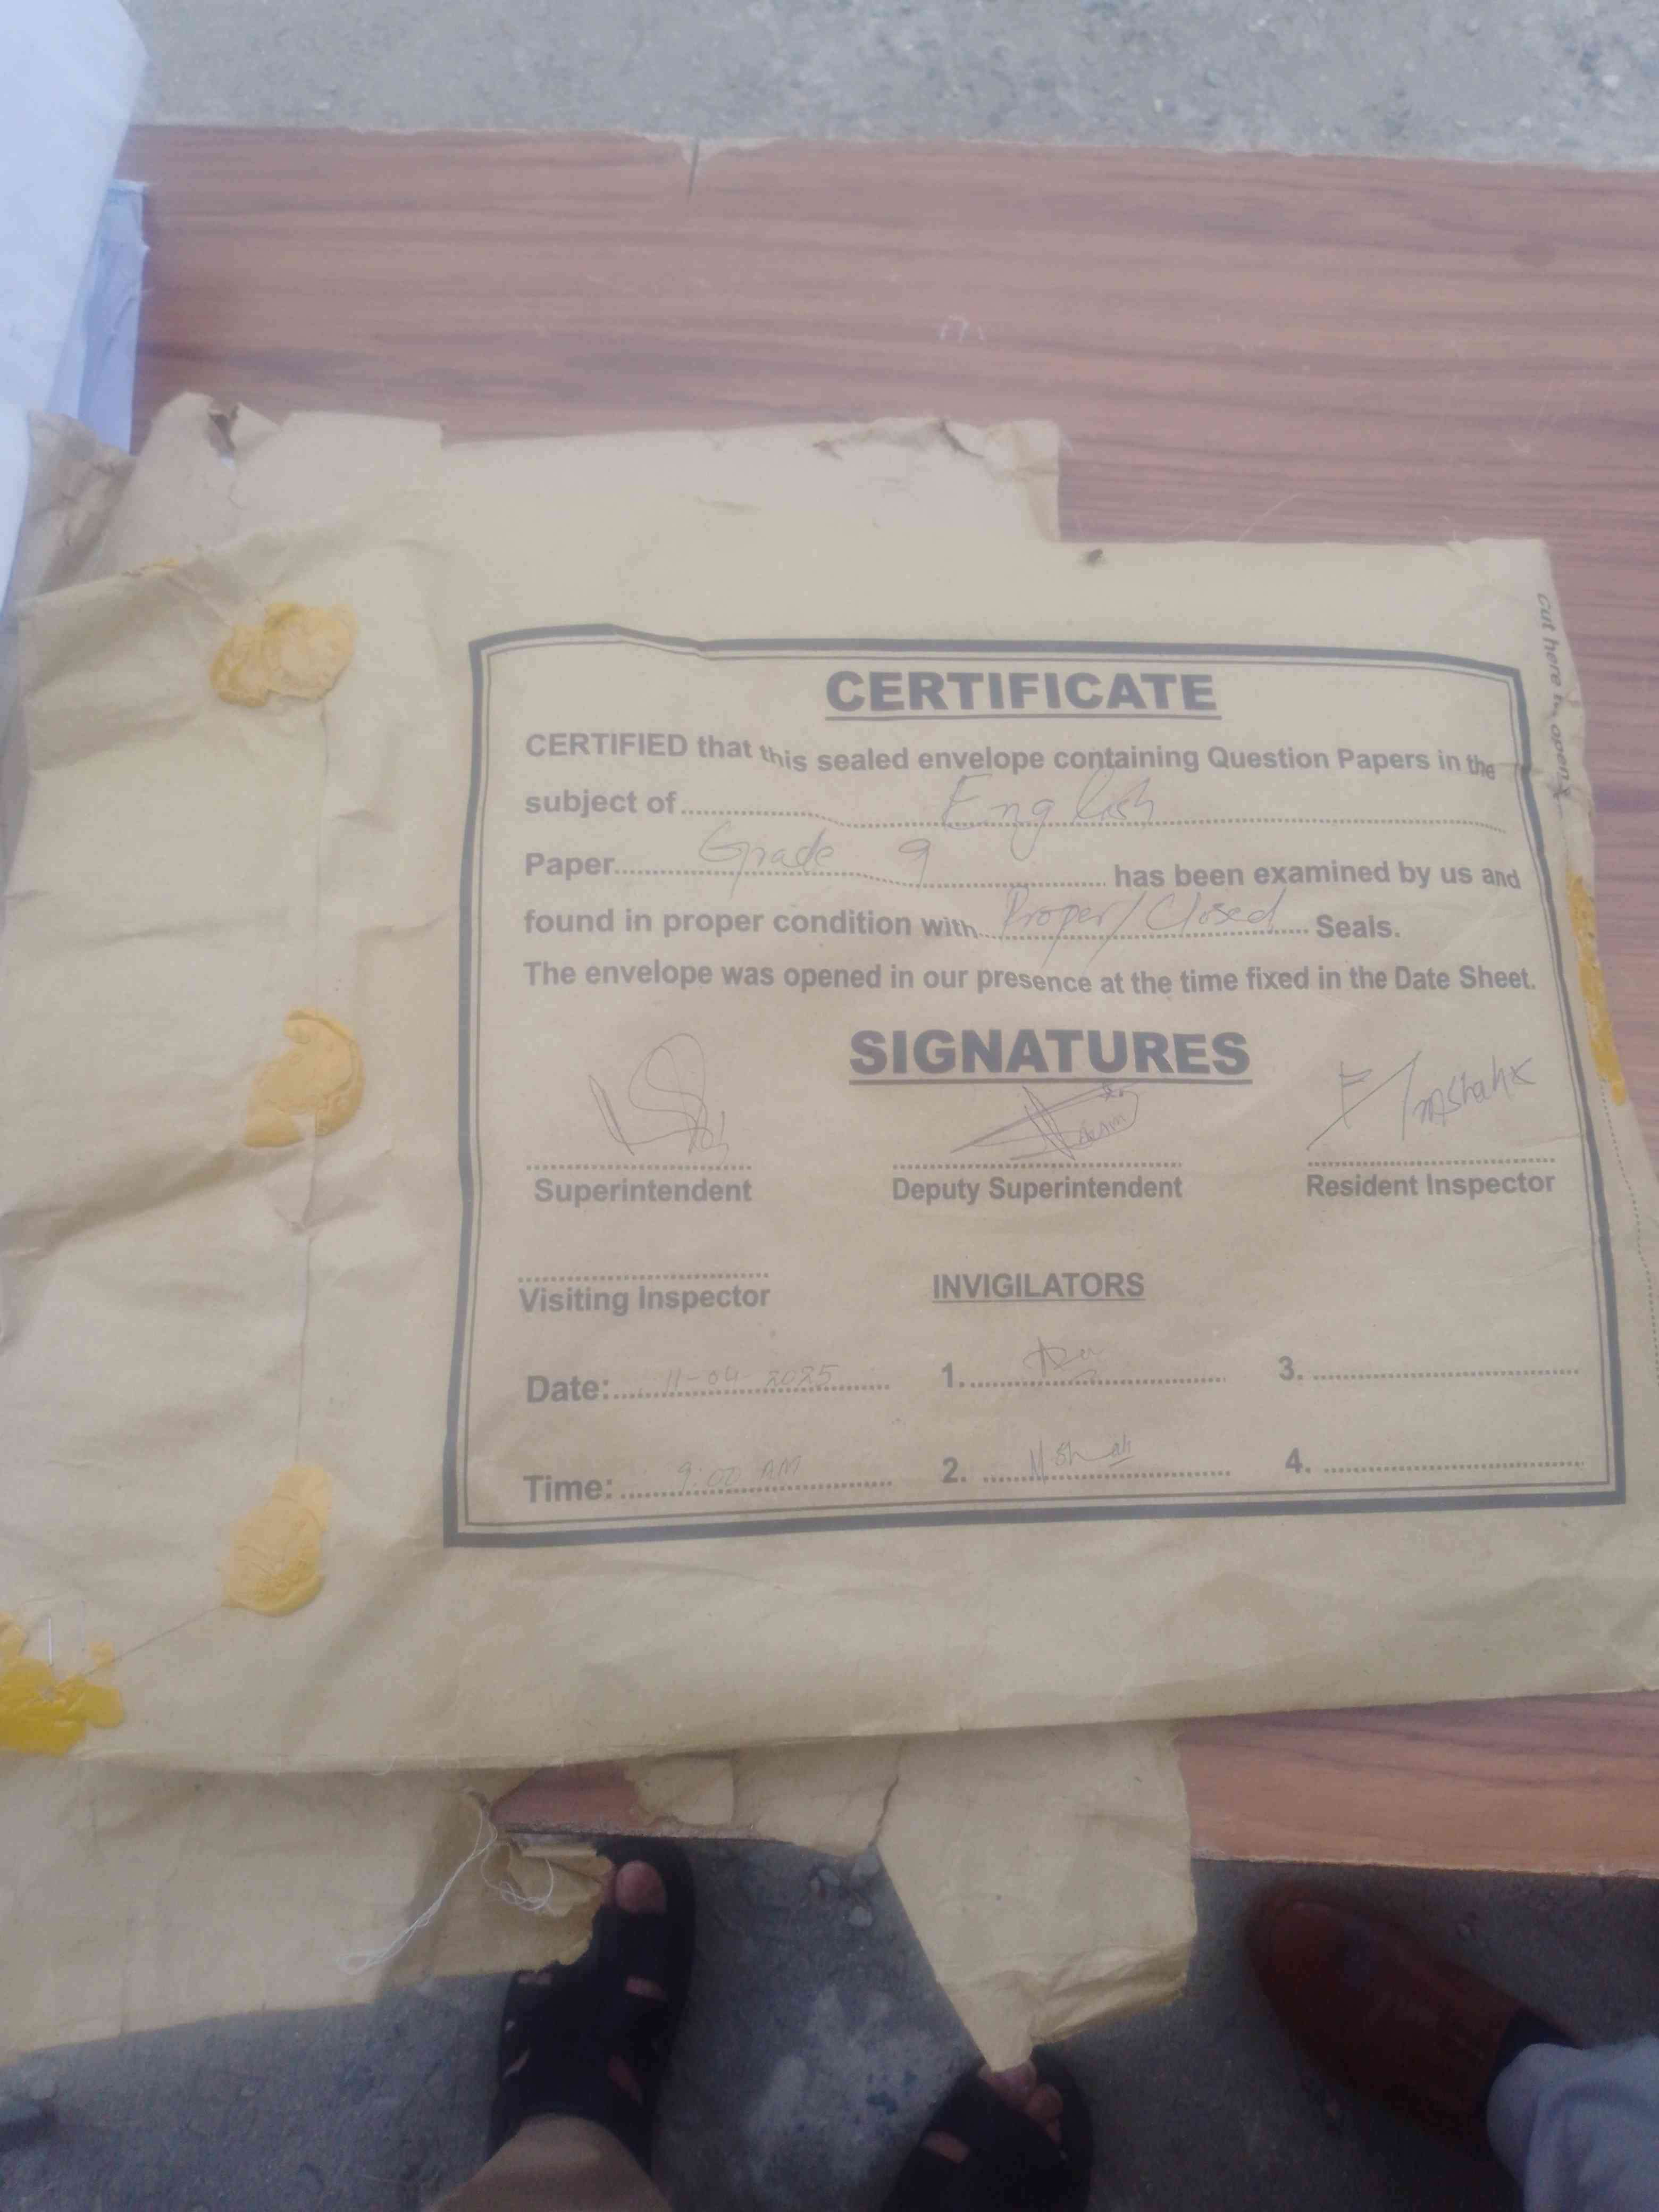 cut here to open
CERTIFICATE
CERTIFIED that this sealed envelope containing Question Papers in the
subject of English
Paper Grade 9 has been examined by us and
found in proper condition with Proper/Closed Seals.
The envelope was opened in our presence at the time fixed in the Date Sheet.
SIGNATURES
Superintendent Deputy Superintendent Resident Inspector
Visiting Inspector INVIGILATORS
Date: 11-04-2025 1. 3.
Time: 9:00 AM 2. M.Shah 4.